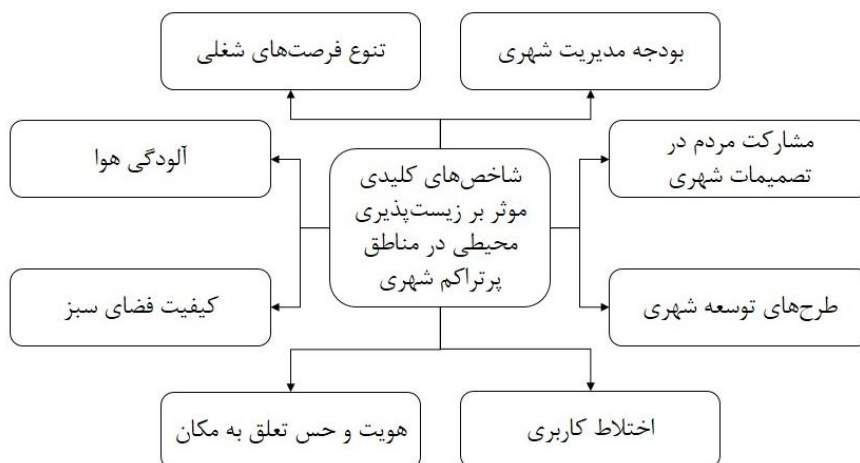 بودجه مدیریت شهری
تنوع فرصت‌های شغلی
مشارکت مردم در
تصمیمات شهری
آلودگی هوا
شاخص‌های کلیدی
موثر بر زیست‌پذیری
محیطی در مناطق
پرتراکم شهری
طرح‌های توسعه شهری
کیفیت فضای سبز
اختلاط کاربری
هویت و حس تعلق به مکان